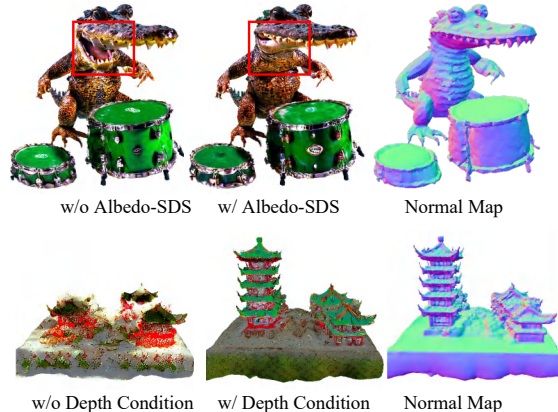 w/o Albedo-SDS w/ Albedo-SDS Normal Map
w/o Depth Condition w/ Depth Condition Normal Map